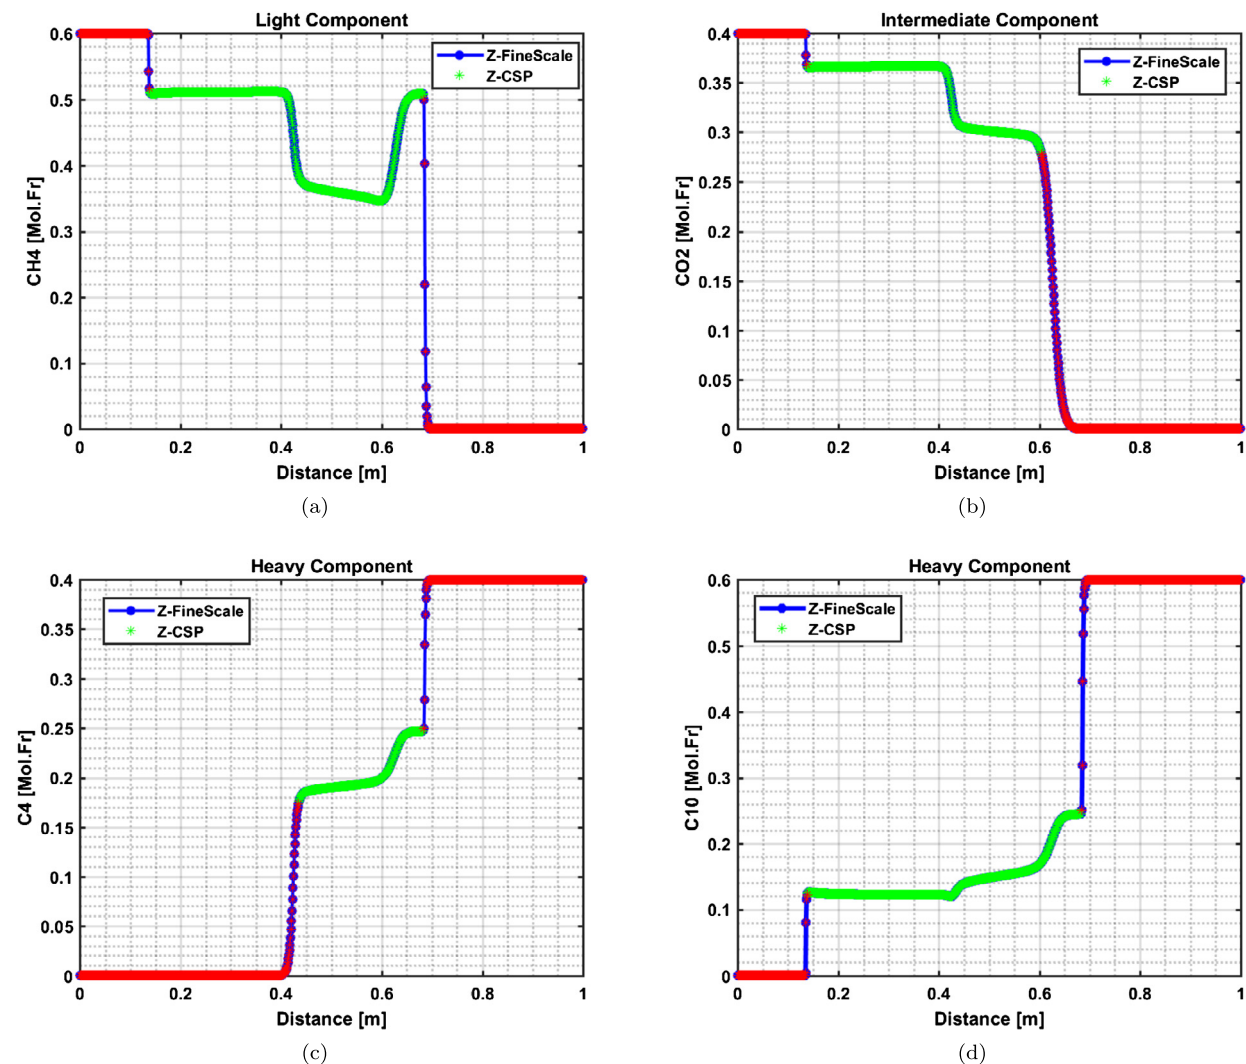 Light Component
Z-FineScale
Z-CSP
CH4 [Mol.Fr]
0.6
0.5
0.4
0.3
0.2
0.1
0
0 0.2 0.4 0.6 0.8 1
Distance [m]
(a)
Intermediate Component
Z-FineScale
Z-CSP
CO2 [Mol.Fr]
0.4
0.35
0.3
0.25
0.2
0.15
0.1
0.05
0
0 0.2 0.4 0.6 0.8 1
Distance [m]
(b)
Heavy Component
Z-FineScale
Z-CSP
C4 [Mol.Fr]
0.4
0.35
0.3
0.25
0.2
0.15
0.1
0.05
0
0 0.2 0.4 0.6 0.8 1
Distance [m]
(c)
Heavy Component
Z-FineScale
Z-CSP
C10 [Mol.Fr]
0.6
0.5
0.4
0.3
0.2
0.1
0
0 0.2 0.4 0.6 0.8 1
Distance [m]
(d)